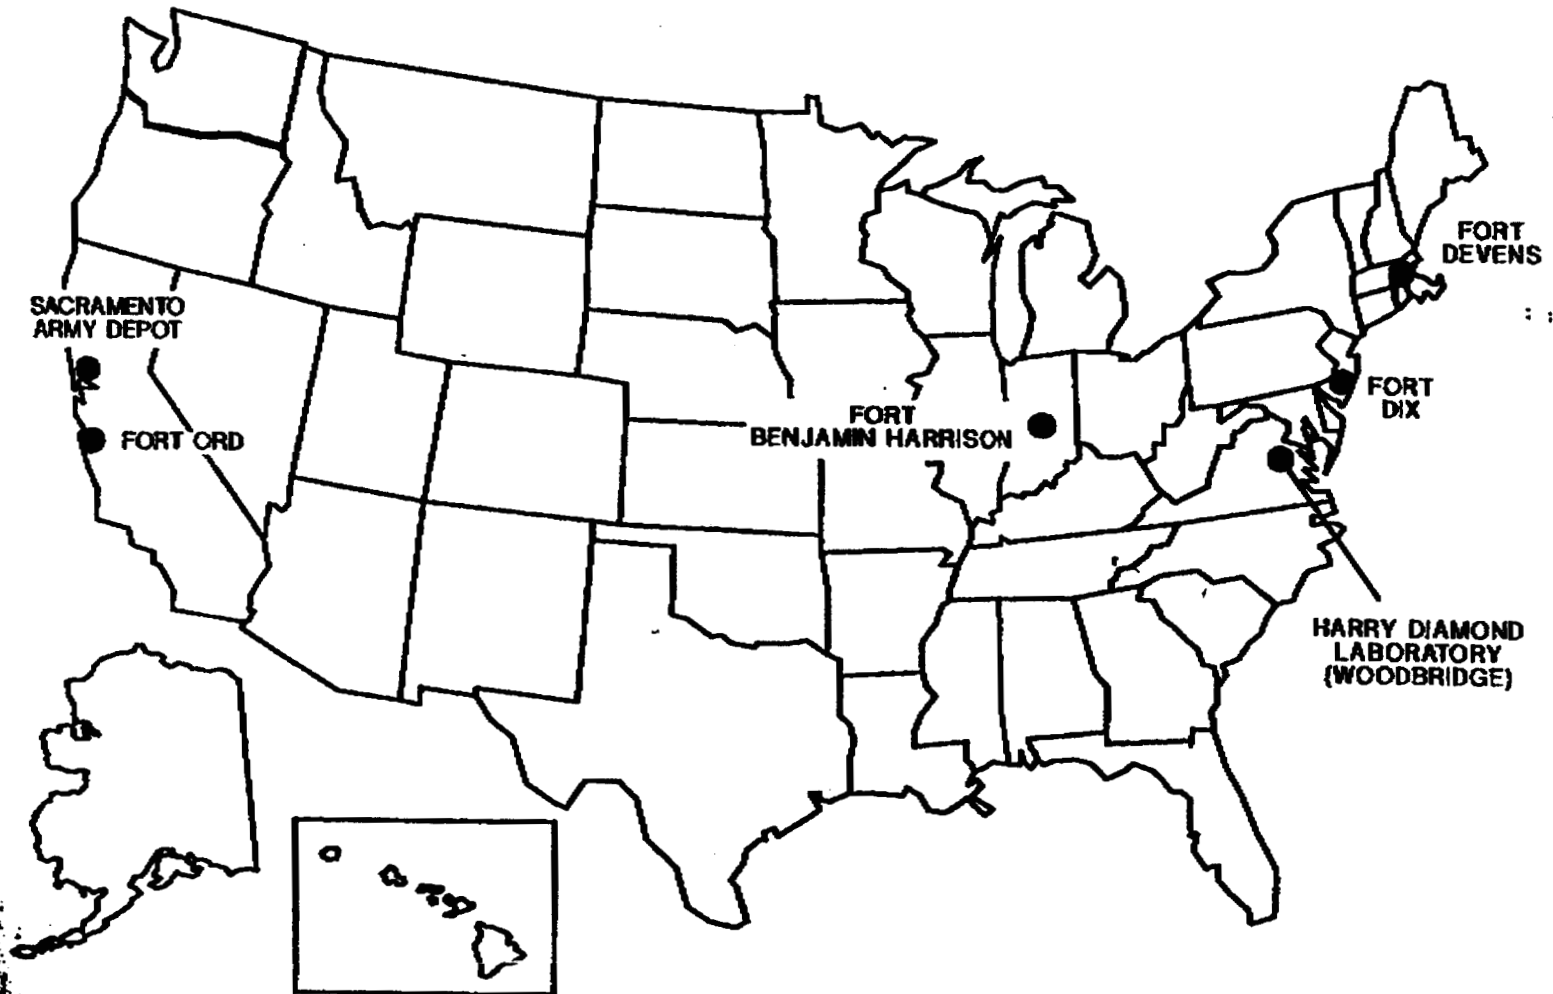 FORT
DEVENS
SACRAMENTO
ARMY DEPOT
FORT
DIX
FORT
BENJAMIN HARRISON
FORT ORD
HARRY DIAMOND
LABORATORY
(WOODBRIDGE)